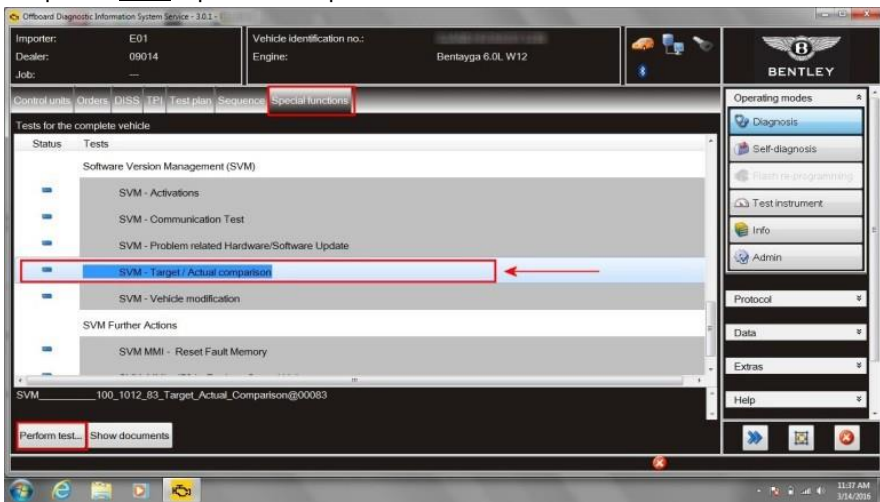 Offboard Diagnostic Information System Service - 3.0.1 -
Importer: E01
Dealer: 09014
Job: ---
Vehicle identification no.:
Engine: Bentayga 6.0L W12
BENTLEY
Control units Orders DISS TPI Test plan Sequence Special functions
Tests for the complete vehicle
Status Tests
Software Version Management (SVM)
SVM - Activations
SVM - Communication Test
SVM - Problem related Hardware/Software Update
SVM - Target / Actual comparison
SVM - Vehicle modification
SVM Further Actions
SVM MMI - Reset Fault Memory
SVM_____100_1012_83_Target_Actual_Comparison@00083
Perform test... Show documents
Operating modes
Diagnosis
Self-diagnosis
Flash re-programming
Test instrument
Info
Admin
Protocol
Data
Extras
Help
11:37 AM
3/14/2016